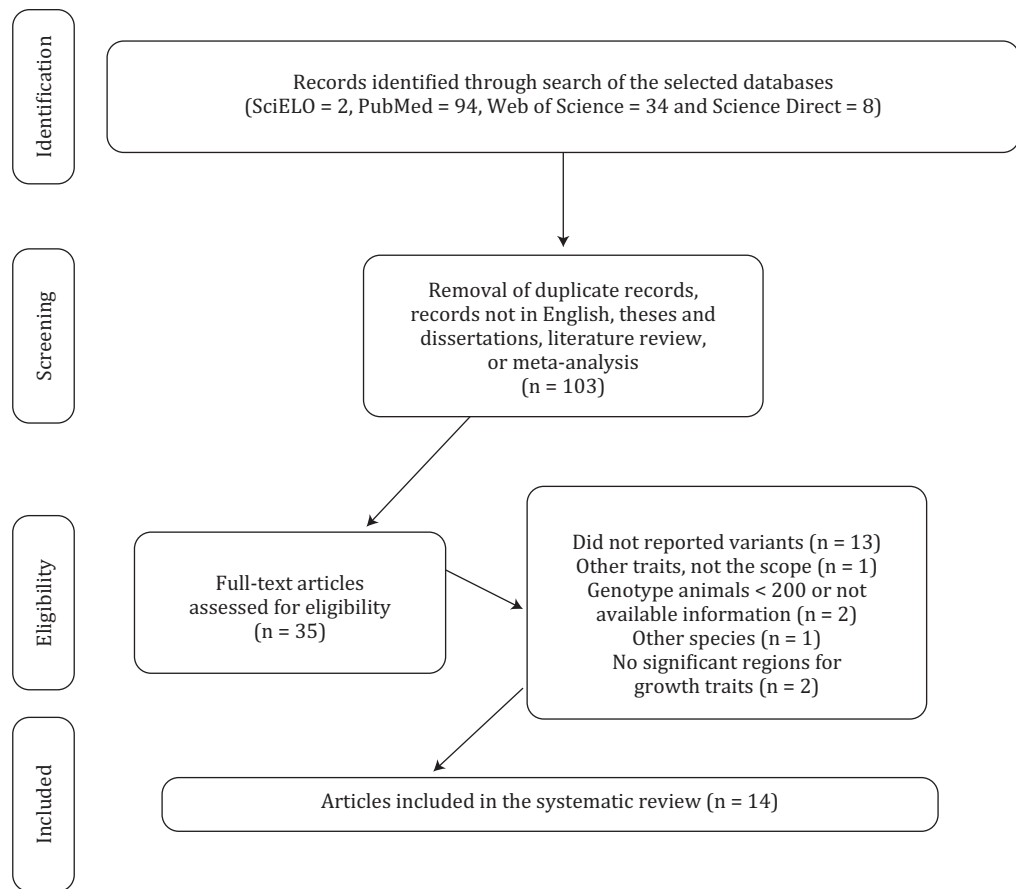 Identification
Records identified through search of the selected databases
(SciELO = 2, PubMed = 94, Web of Science = 34 and Science Direct = 8)
Screening
Removal of duplicate records,
records not in English, theses and
dissertations, literature review,
or meta-analysis
(n = 103)
Eligibility
Full-text articles
assessed for eligibility
(n = 35)
Did not reported variants (n = 13)
Other traits, not the scope (n = 1)
Genotype animals < 200 or not
available information (n = 2)
Other species (n = 1)
No significant regions for
growth traits (n = 2)
Included
Articles included in the systematic review (n = 14)